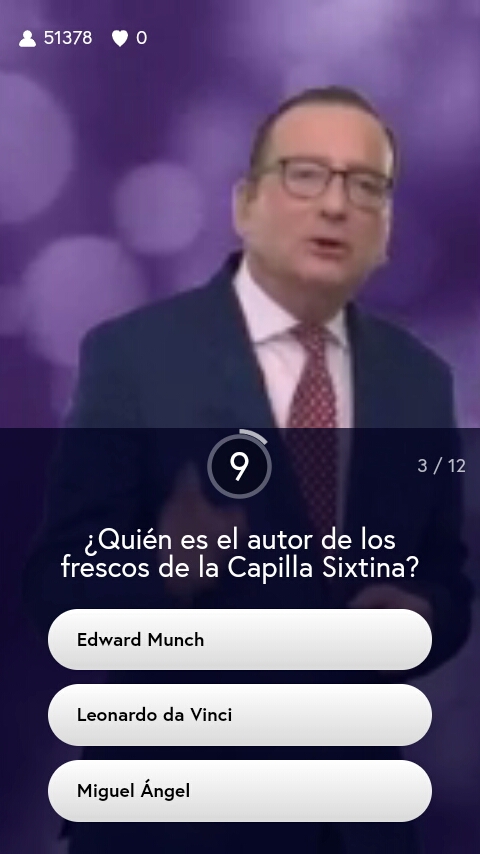 51378 0
9
3 / 12
¿Quién es el autor de los
frescos de la Capilla Sixtina?
Edward Munch
Leonardo da Vinci
Miguel Ángel